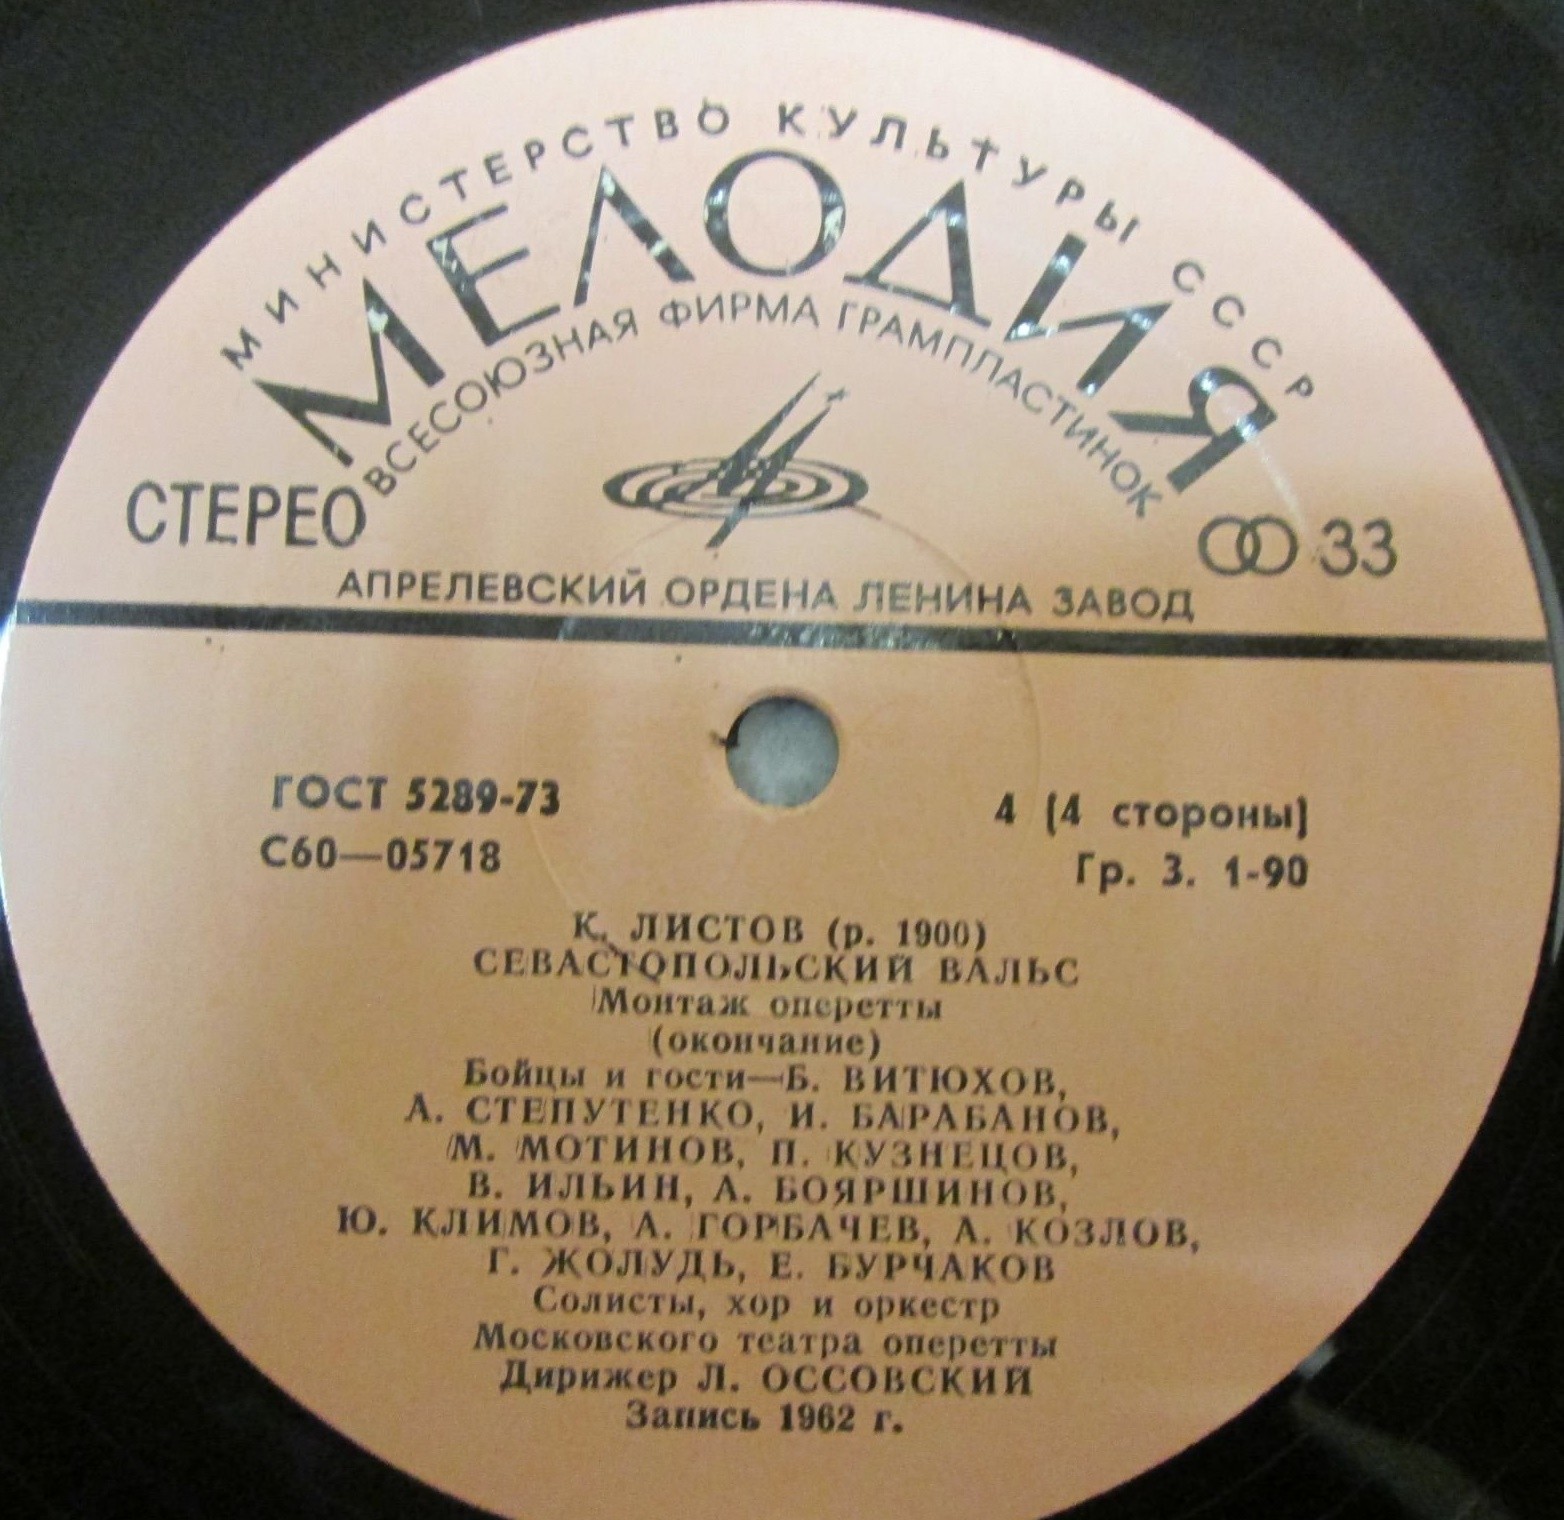 МИНИСТЕРСТВО КУЛЬТУРЫ СССР
МЕЛОДИЯ
ВСЕСОЮЗНАЯ ФИРМА ГРАМПЛАСТИНОК
СТЕРЕО
33
АПРЕЛЕВСКИЙ ОРДЕНА ЛЕНИНА ЗАВОД
ГОСТ 5289-73
4 (4 стороны)
С60—05718
Гр. 3. 1-90
К. ЛИСТОВ (р. 1900)
СЕВАСТОПОЛЬСКИЙ ВАЛЬС
Монтаж оперетты
(окончание)
Бойцы и гости—Б. ВИТЮХОВ,
А. СТЕПУТЕНКО, И. БАРАБАНОВ,
М. МОТИНОВ, П. КУЗНЕЦОВ,
В. ИЛЬИН, А. БОЯРШИНОВ,
Ю. КЛИМОВ, А. ГОРБАЧЕВ, А. КОЗЛОВ,
Г. ЖОЛУДЬ, Е. БУРЧАКОВ
Солисты, хор и оркестр
Московского театра оперетты
Дирижер Л. ОССОВСКИЙ
Запись 1962 г.